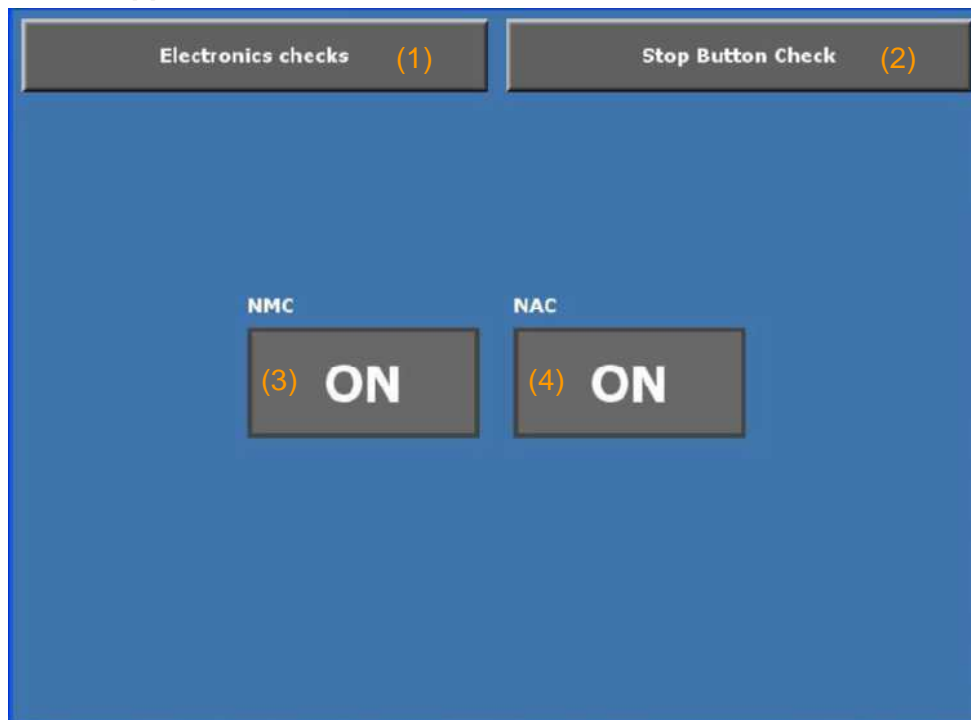 Electronics checks (1)
Stop Button Check (2)
NMC
NAC
(3) ON
(4) ON